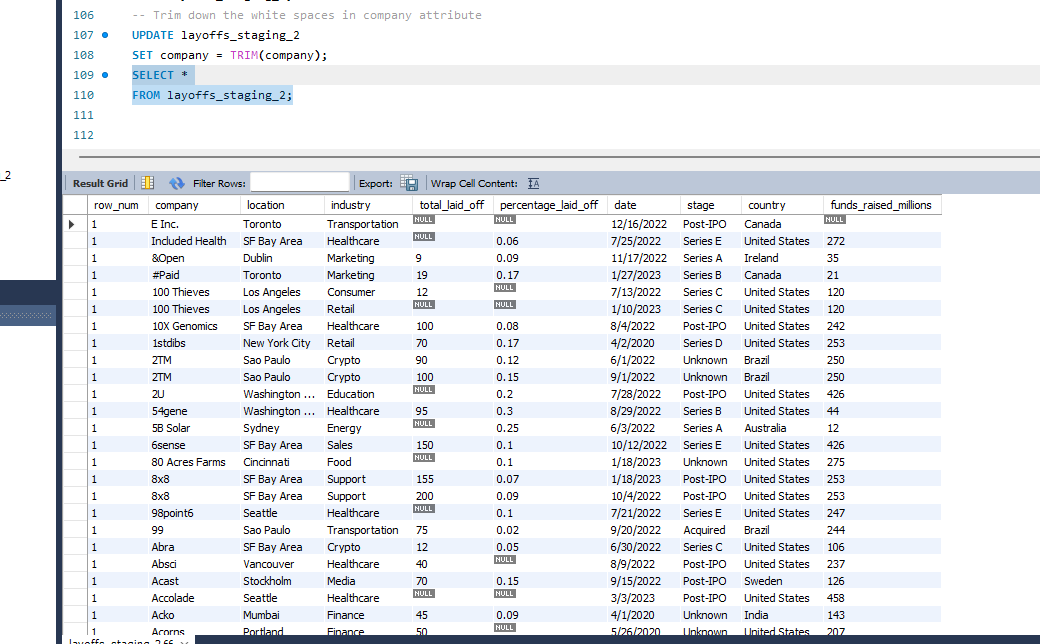 106 -- Trim down the white spaces in company attribute
107 UPDATE layoffs_staging_2
108 SET company = TRIM(company);
109 SELECT *
110 FROM layoffs_staging_2;
111
112
_2
Result Grid Filter Rows: Export: Wrap Cell Content: IA
row_num company location industry total_laid_off percentage_laid_off date stage country funds_raised_millions
1 E Inc. Toronto Transportation NULL NULL 12/16/2022 Post-IPO Canada NULL
1 Included Health SF Bay Area Healthcare NULL 0.06 7/25/2022 Series E United States 272
1 &Open Dublin Marketing 9 0.09 11/17/2022 Series A Ireland 35
1 #Paid Toronto Marketing 19 0.17 1/27/2023 Series B Canada 21
1 100 Thieves Los Angeles Consumer 12 NULL 7/13/2022 Series C United States 120
1 100 Thieves Los Angeles Retail NULL NULL 1/10/2023 Series C United States 120
1 10X Genomics SF Bay Area Healthcare 100 0.08 8/4/2022 Post-IPO United States 242
1 1stdibs New York City Retail 70 0.17 4/2/2020 Series D United States 253
1 2TM Sao Paulo Crypto 90 0.12 6/1/2022 Unknown Brazil 250
1 2TM Sao Paulo Crypto 100 0.15 9/1/2022 Unknown Brazil 250
1 2U Washington ... Education NULL 0.2 7/28/2022 Post-IPO United States 426
1 54gene Washington ... Healthcare 95 0.3 8/29/2022 Series B United States 44
1 5B Solar Sydney Energy NULL 0.25 6/3/2022 Series A Australia 12
1 6sense SF Bay Area Sales 150 0.1 10/12/2022 Series E United States 426
1 80 Acres Farms Cincinnati Food NULL 0.1 1/18/2023 Unknown United States 275
1 8x8 SF Bay Area Support 155 0.07 1/18/2023 Post-IPO United States 253
1 8x8 SF Bay Area Support 200 0.09 10/4/2022 Post-IPO United States 253
1 98point6 Seattle Healthcare NULL 0.1 7/21/2022 Series E United States 247
1 99 Sao Paulo Transportation 75 0.02 9/20/2022 Acquired Brazil 244
1 Abra SF Bay Area Crypto 12 0.05 6/30/2022 Series C United States 106
1 Absci Vancouver Healthcare 40 NULL 8/9/2022 Post-IPO United States 237
1 Acast Stockholm Media 70 0.15 9/15/2022 Post-IPO Sweden 126
1 Accolade Seattle Healthcare NULL NULL 3/3/2023 Post-IPO United States 458
1 Acko Mumbai Finance 45 0.09 4/1/2020 Unknown India 143
1 Acorns Portland Finance 50 NULL 5/26/2020 Unknown United States 207